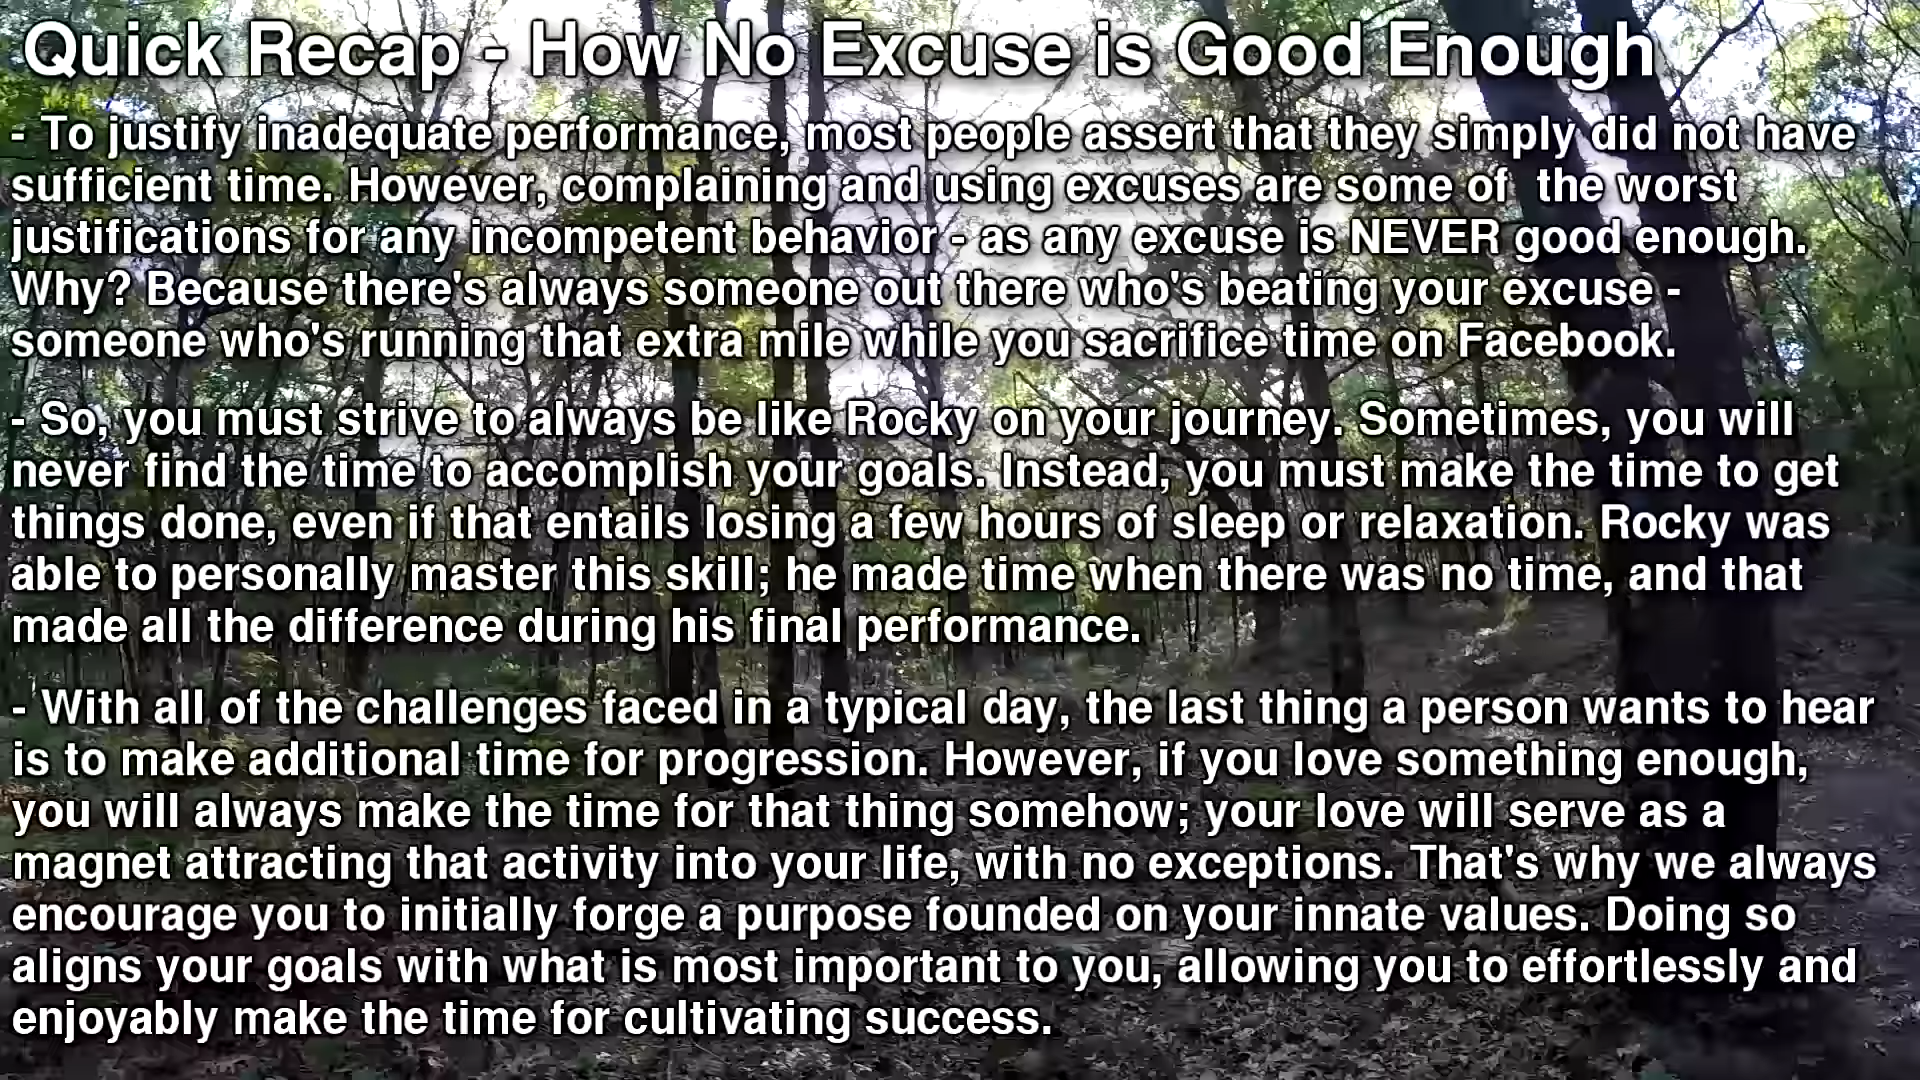 Quick Recap - How No Excuse is Good Enough
- To justify inadequate performance, most people assert that they simply did not have
sufficient time. However, complaining and using excuses are some of  the worst
justifications for any incompetent behavior - as any excuse is NEVER good enough.
Why? Because there's always someone out there who's beating your excuse -
someone who's running that extra mile while you sacrifice time on Facebook.
- So, you must strive to always be like Rocky on your journey. Sometimes, you will
never find the time to accomplish your goals. Instead, you must make the time to get
things done, even if that entails losing a few hours of sleep or relaxation. Rocky was
able to personally master this skill; he made time when there was no time, and that
made all the difference during his final performance.
- With all of the challenges faced in a typical day, the last thing a person wants to hear
is to make additional time for progression. However, if you love something enough,
you will always make the time for that thing somehow; your love will serve as a
magnet attracting that activity into your life, with no exceptions. That's why we always
encourage you to initially forge a purpose founded on your innate values. Doing so
aligns your goals with what is most important to you, allowing you to effortlessly and
enjoyably make the time for cultivating success.